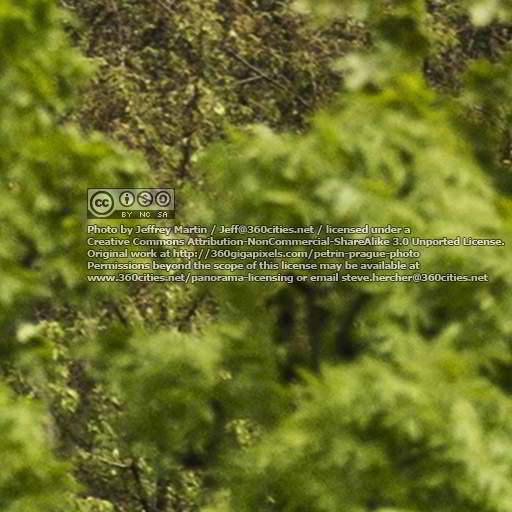 cc
BY NC SA
Photo by Jeffrey Martin / Jeff@360cities.net / licensed under a
Creative Commons Attribution-NonCommercial-ShareAlike 3.0 Unported License.
Original work at http://360gigapixels.com/petrin-prague-photo
Permissions beyond the scope of this license may be available at
www.360cities.net/panorama-licensing or email steve.hercher@360cities.net